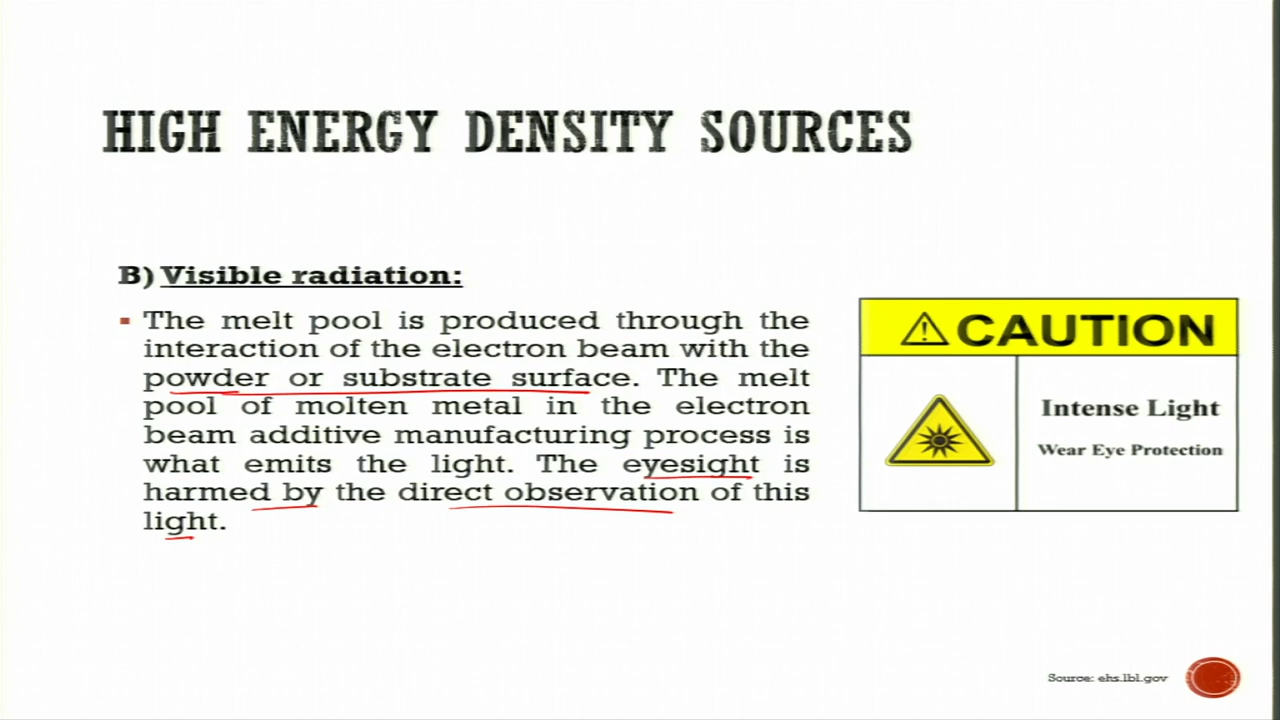 HIGH ENERGY DENSITY SOURCES
B) Visible radiation:
▪ The melt pool is produced through the
interaction of the electron beam with the
powder or substrate surface. The melt
pool of molten metal in the electron
beam additive manufacturing process is
what emits the light. The eyesight is
harmed by the direct observation of this
light.
CAUTION
Intense Light
Wear Eye Protection
Source: ehs.lbl.gov